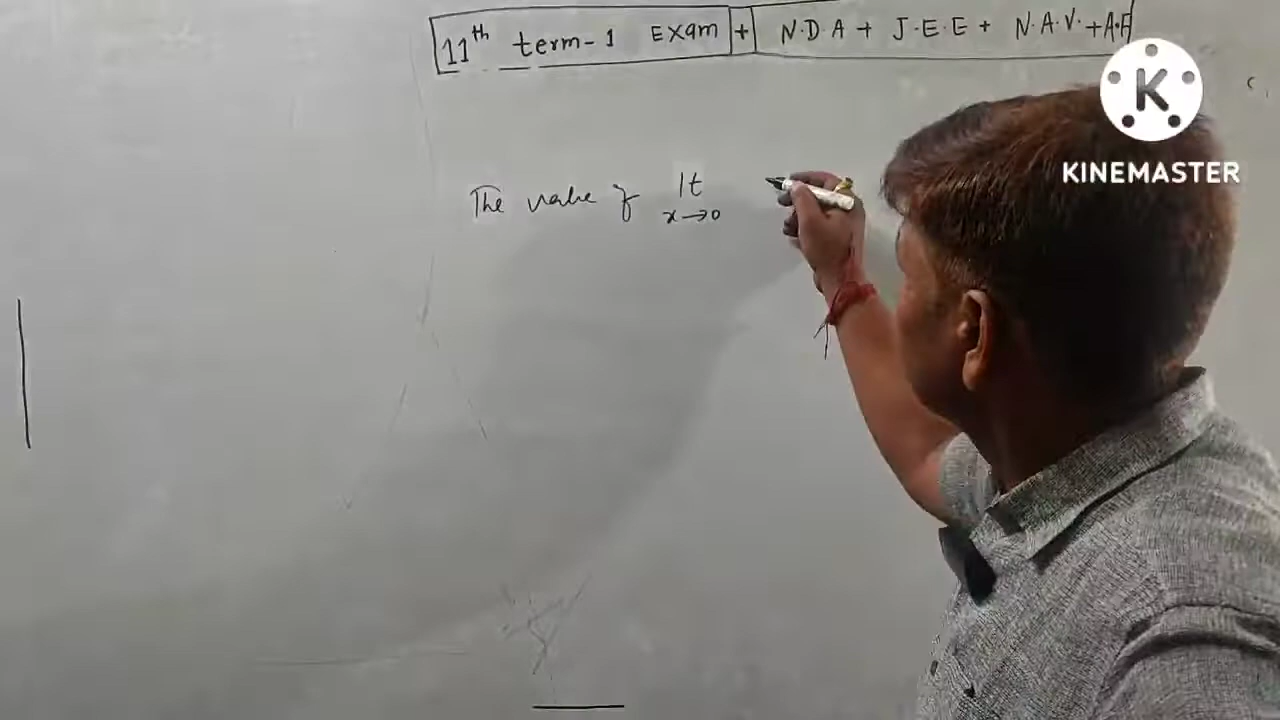 11th term-1 Exam + N.D.A + J.E.E + N.A.V. + A.F
K
KINEMASTER
The value of lt
x→0